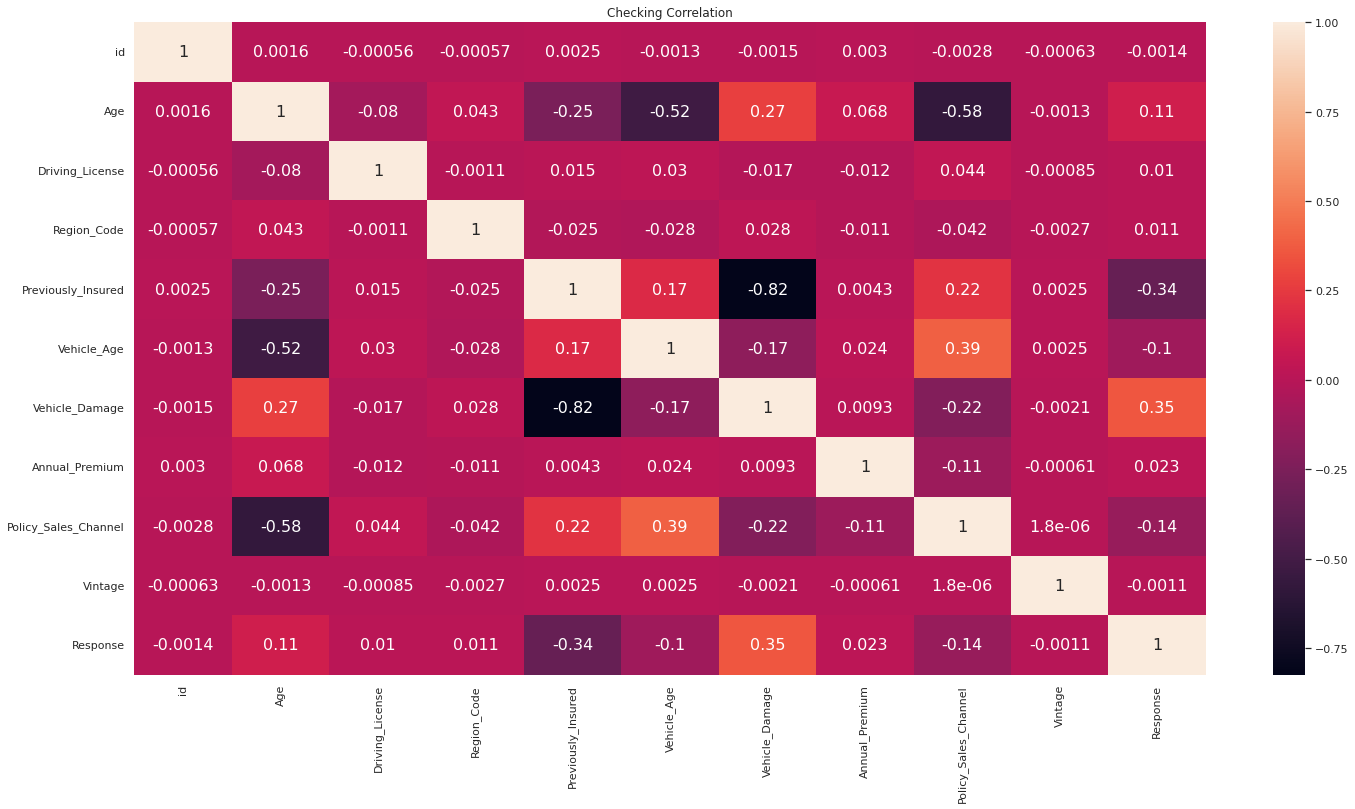 Checking Correlation
id 1 0.0016 -0.00056 -0.00057 0.0025 -0.0013 -0.0015 0.003 -0.0028 -0.00063 -0.0014
Age 0.0016 1 -0.08 0.043 -0.25 -0.52 0.27 0.068 -0.58 -0.0013 0.11
Driving_License -0.00056 -0.08 1 -0.0011 0.015 0.03 -0.017 -0.012 0.044 -0.00085 0.01
Region_Code -0.00057 0.043 -0.0011 1 -0.025 -0.028 0.028 -0.011 -0.042 -0.0027 0.011
Previously_Insured 0.0025 -0.25 0.015 -0.025 1 0.17 -0.82 0.0043 0.22 0.0025 -0.34
Vehicle_Age -0.0013 -0.52 0.03 -0.028 0.17 1 -0.17 0.024 0.39 0.0025 -0.1
Vehicle_Damage -0.0015 0.27 -0.017 0.028 -0.82 -0.17 1 0.0093 -0.22 -0.0021 0.35
Annual_Premium 0.003 0.068 -0.012 -0.011 0.0043 0.024 0.0093 1 -0.11 -0.00061 0.023
Policy_Sales_Channel -0.0028 -0.58 0.044 -0.042 0.22 0.39 -0.22 -0.11 1 1.8e-06 -0.14
Vintage -0.00063 -0.0013 -0.00085 -0.0027 0.0025 0.0025 -0.0021 -0.00061 1.8e-06 1 -0.0011
Response -0.0014 0.11 0.01 0.011 -0.34 -0.1 0.35 0.023 -0.14 -0.0011 1
id
Age
Driving_License
Region_Code
Previously_Insured
Vehicle_Age
Vehicle_Damage
Annual_Premium
Policy_Sales_Channel
Vintage
Response
1.00
0.75
0.50
0.25
0.00
−0.25
−0.50
−0.75